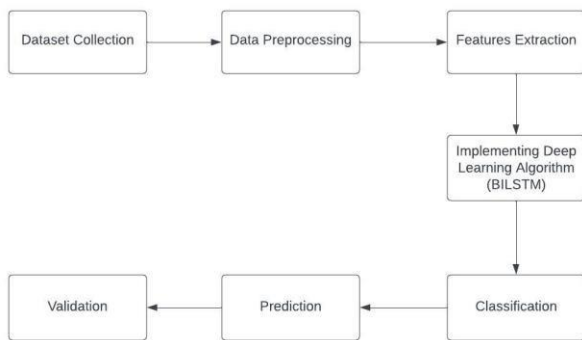 Dataset Collection
Data Preprocessing
Features Extraction
Implementing Deep
Learning Algorithm
(BILSTM)
Classification
Prediction
Validation